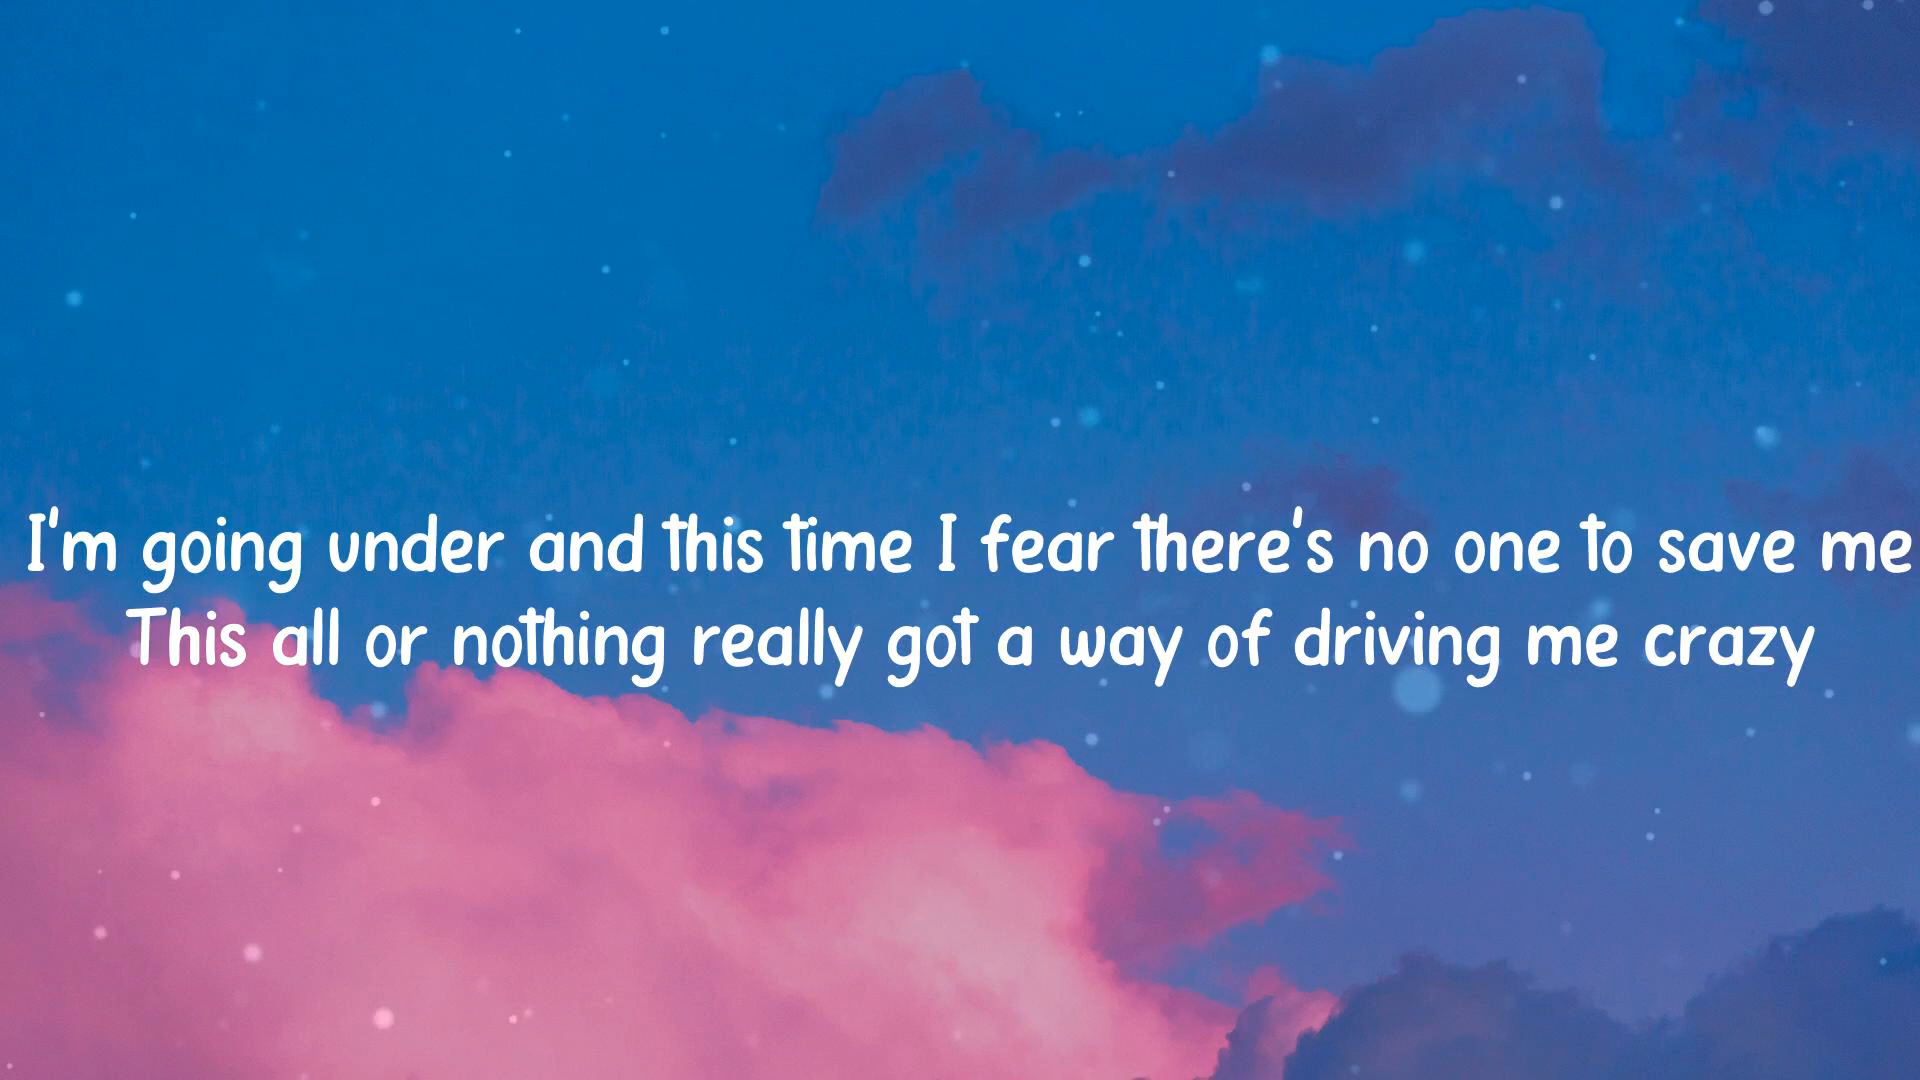 I'm going under and this time I fear there's no one to save me
This all or nothing really got a way of driving me crazy